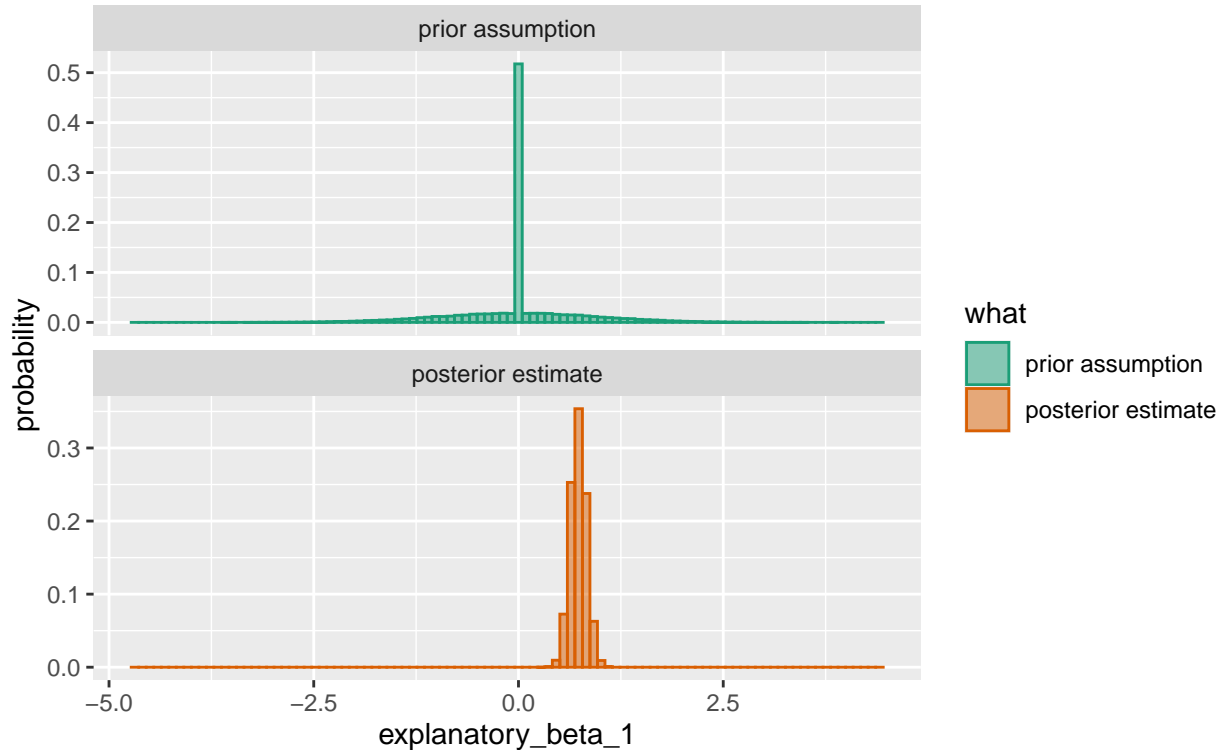 prior assumption
0.5
0.4
0.3
0.2
0.1
0.0
posterior estimate
0.3
0.2
0.1
0.0
−5.0 −2.5 0.0 2.5
explanatory_beta_1
probability
what
prior assumption
posterior estimate